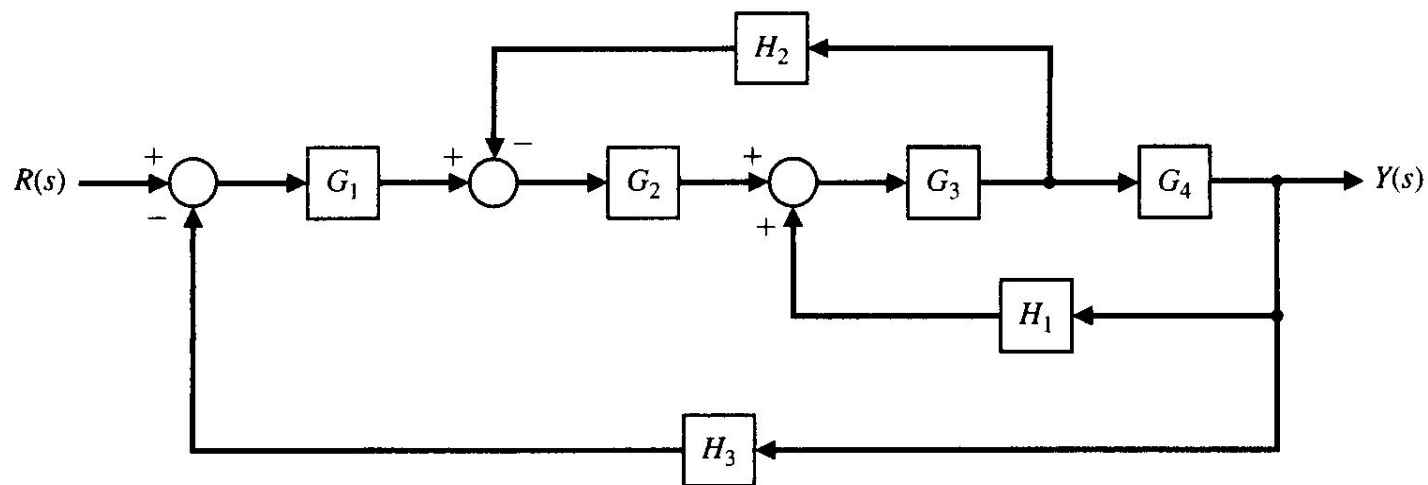 H₂
+ − + − +
R(s) G₁ G₂ G₃ G₄ Y(s)
− +
H₁
H₃